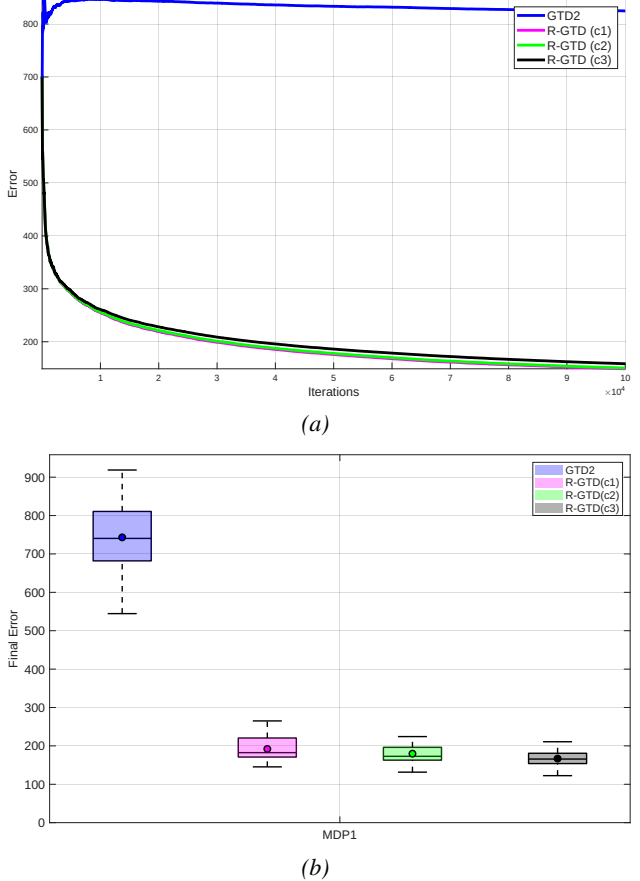 800
700
600
500
400
300
200
Error
GTD2
R-GTD (c1)
R-GTD (c2)
R-GTD (c3)
1 2 3 4 5 6 7 8 9 10
Iterations
×10⁴
(a)
900
800
700
600
500
400
300
200
100
0
Final Error
GTD2
R-GTD(c1)
R-GTD(c2)
R-GTD(c3)
MDP1
(b)